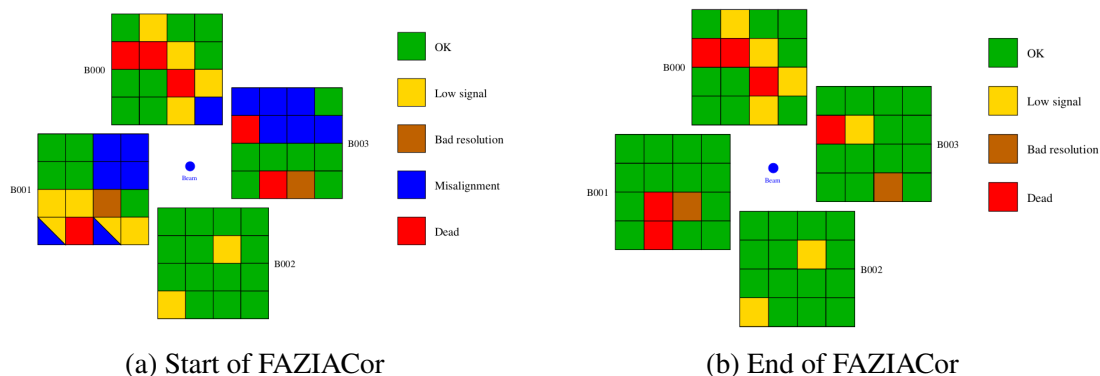 B000
OK
Low signal
B003
Bad resolution
Beam
B001
Misalignment
B002
Dead
(a) Start of FAZIACor
B000
OK
Low signal
B003
Bad resolution
Beam
B001
Dead
B002
(b) End of FAZIACor